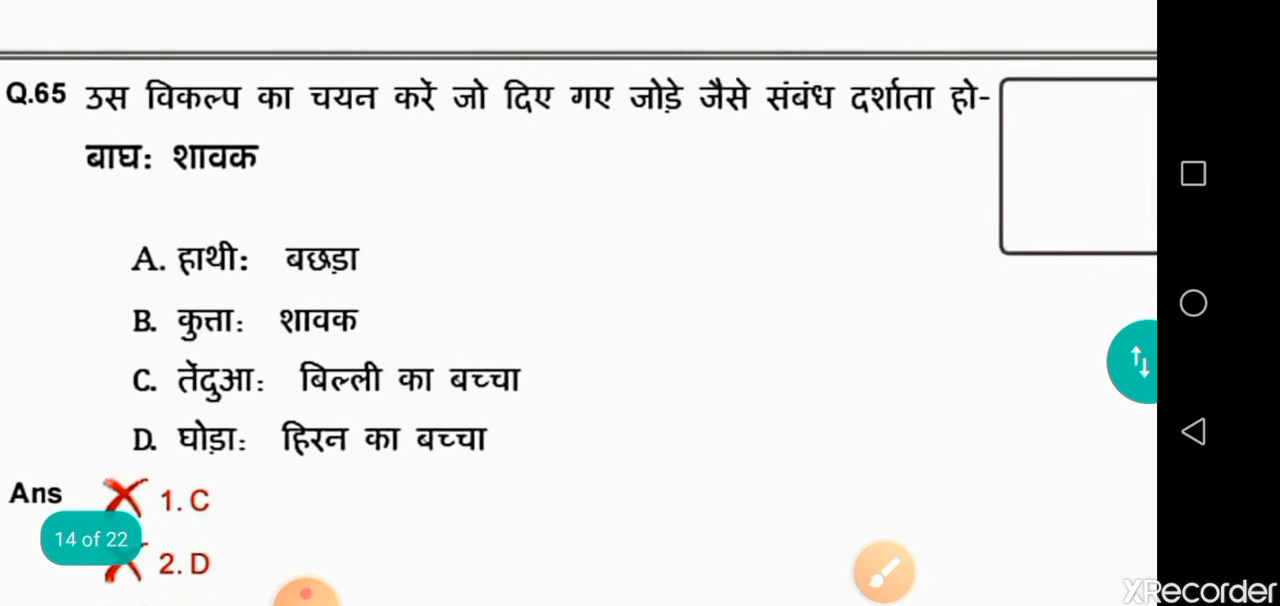 Q.65 उस विकल्प का चयन करें जो दिए गए जोड़े जैसे संबंध दर्शाता हो-
बाघ: शावक
A. हाथी: बछड़ा
B. कुत्ता: शावक
C. तेंदुआ: बिल्ली का बच्चा
D. घोड़ा: हिरन का बच्चा
Ans 1. C
14 of 22
2. D
XRecorder